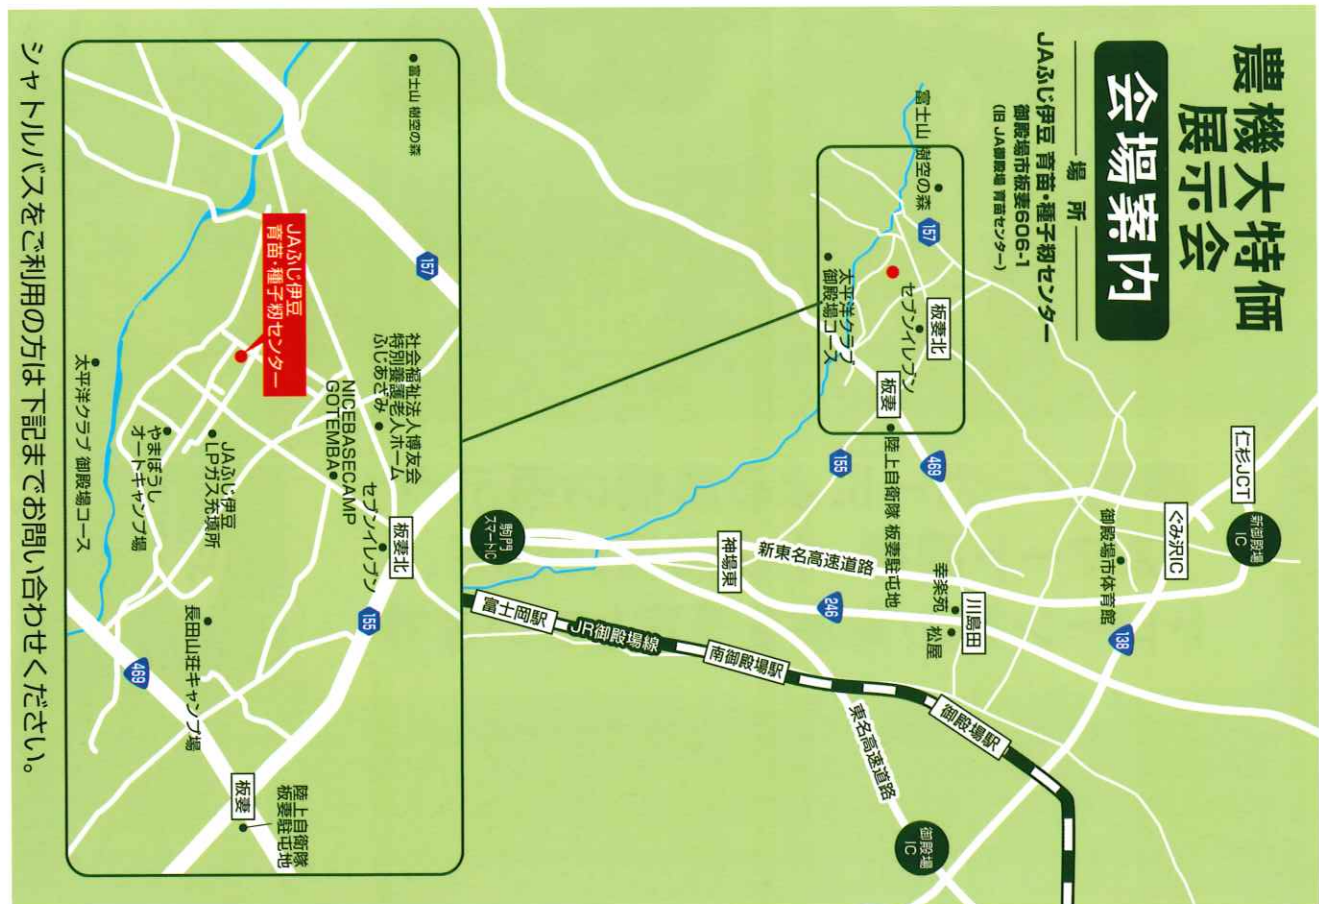 農機大特価
展示会
会場案内
場 所
JAふじ伊豆 育苗・種子籾センター
御殿場市板妻606-1
(旧 JA御殿場 育苗センター)
仁杉JCT
新御殿場
IC
ぐみ沢IC
御殿場市体育館
138
富士山 樹空の森
157
セブンイレブン
板妻北
太平洋クラブ
御殿場コース
板妻
陸上自衛隊 板妻駐屯地
469
155
幸楽苑
川島田
松屋
新東名高速道路
神場東
246
駒門
スマートIC
富士岡駅
JR御殿場線
南御殿場駅
御殿場駅
東名高速道路
御殿場
IC
富士山 樹空の森
157
JAふじ伊豆
育苗・種子籾センター
社会福祉法人博友会
特別養護老人ホーム
ふじあざみ
NICEBASECAMP
GOTEMBA
セブンイレブン
板妻北
155
JAふじ伊豆
LPガス充填所
やまぼうし
オートキャンプ場
太平洋クラブ 御殿場コース
長田山荘キャンプ場
469
板妻
陸上自衛隊
板妻駐屯地
シャトルバスをご利用の方は下記までお問い合わせください。